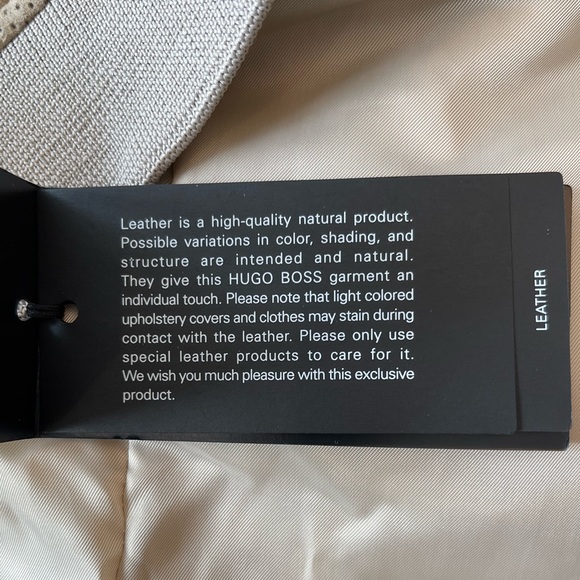 Leather is a high-quality natural product.
Possible variations in color, shading, and
structure are intended and natural.
They give this HUGO BOSS garment an
individual touch. Please note that light colored
upholstery covers and clothes may stain during
contact with the leather. Please only use
special leather products to care for it.
We wish you much pleasure with this exclusive
product.
LEATHER